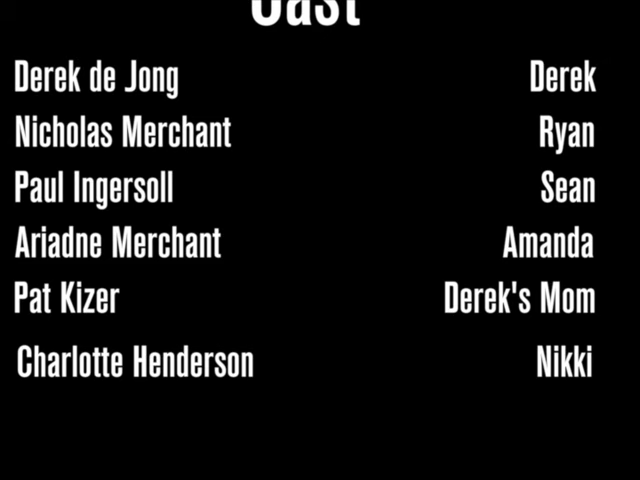 Cast
Derek de Jong Derek
Nicholas Merchant Ryan
Paul Ingersoll Sean
Ariadne Merchant Amanda
Pat Kizer Derek's Mom
Charlotte Henderson Nikki